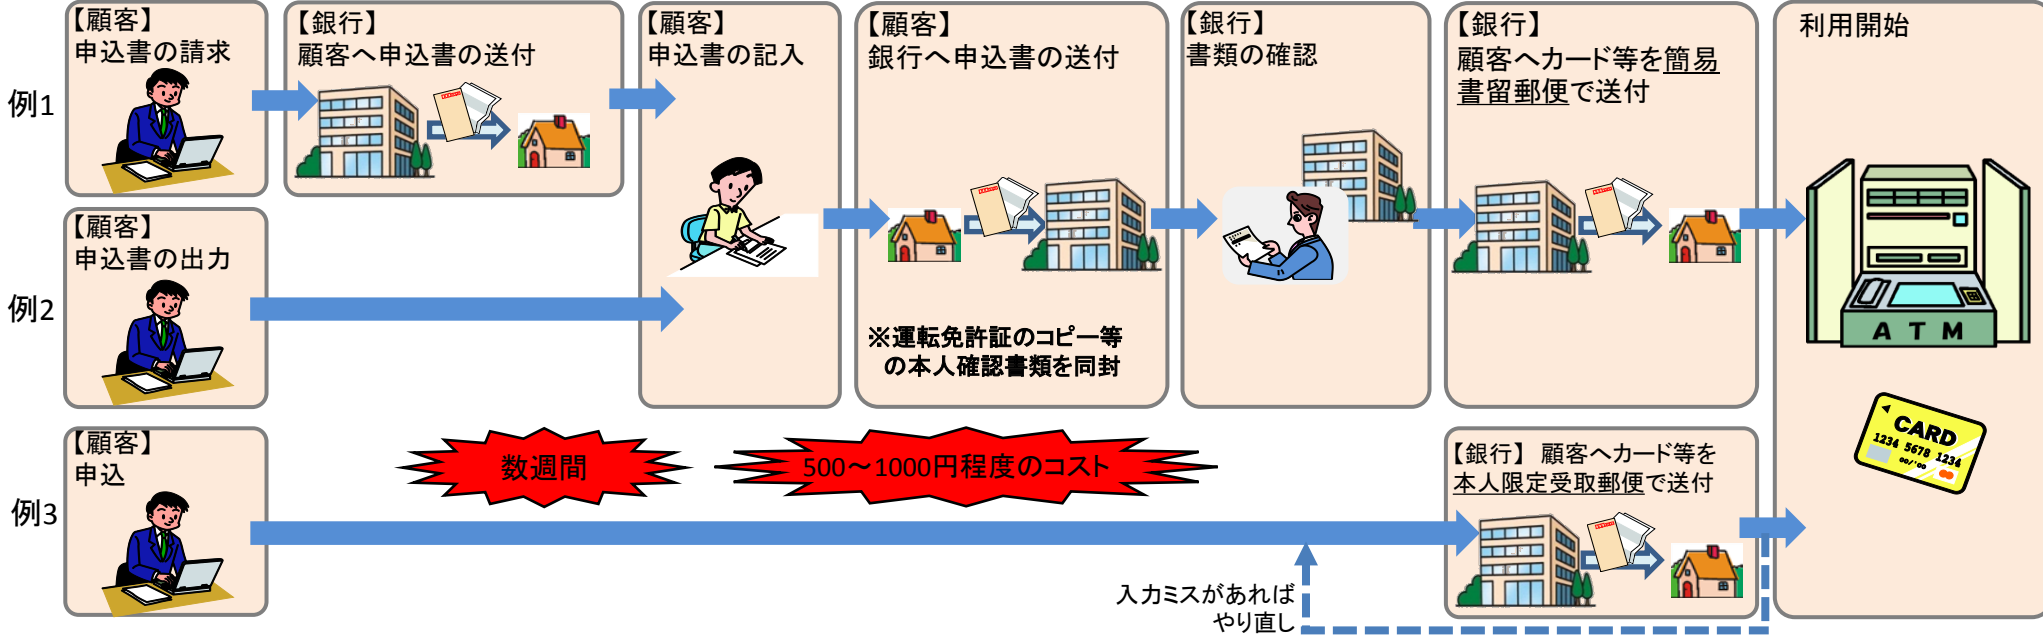 例1
【顧客】
申込書の請求
【銀行】
顧客へ申込書の送付
【顧客】
申込書の記入
【顧客】
銀行へ申込書の送付
※運転免許証のコピー等
の本人確認書類を同封
【銀行】
書類の確認
【銀行】
顧客へカード等を簡易
書留郵便で送付
利用開始
ATM
CARD
1234 5678 1234
00/'00
例2
【顧客】
申込書の出力
例3
【顧客】
申込
数週間
500～1000円程度のコスト
【銀行】 顧客へカード等を
本人限定受取郵便で送付
入力ミスがあれば
やり直し